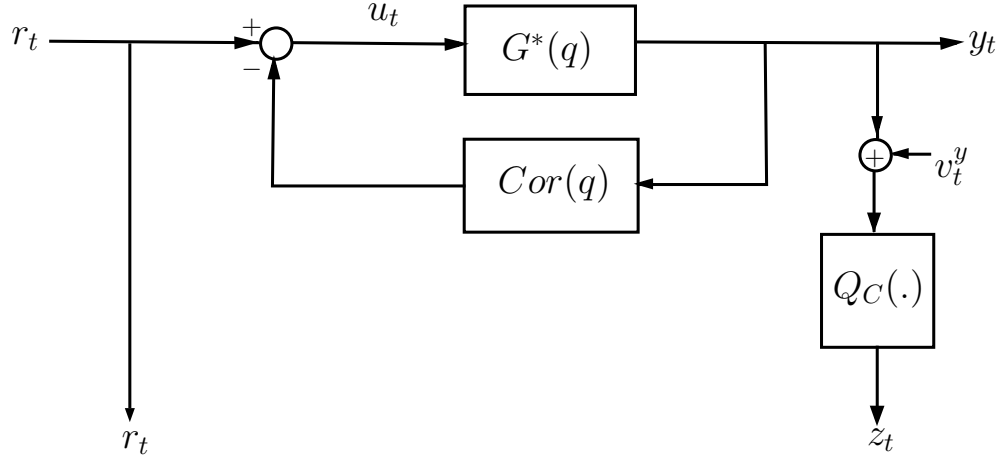 u_t
r_t + G^*(q) y_t
−
+ v_t^y
Cor(q)
Q_C(.)
r_t z_t